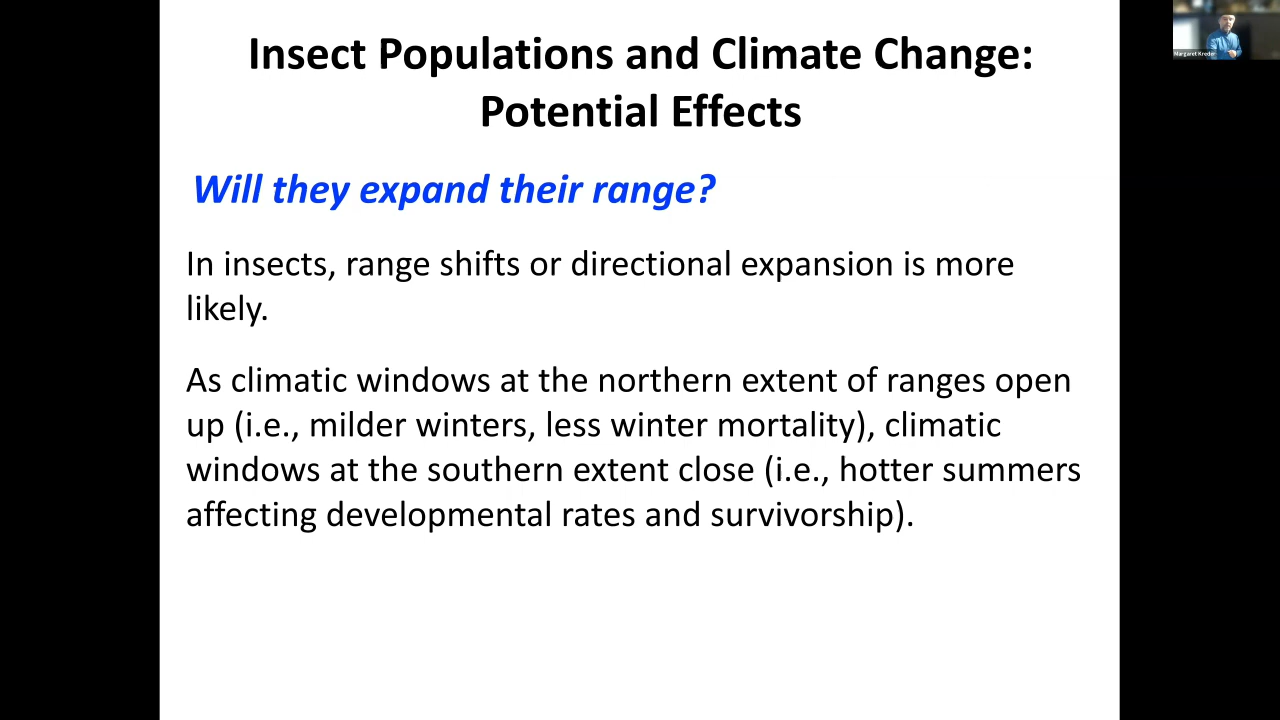 Insect Populations and Climate Change:
Potential Effects
Will they expand their range?
In insects, range shifts or directional expansion is more
likely.
As climatic windows at the northern extent of ranges open
up (i.e., milder winters, less winter mortality), climatic
windows at the southern extent close (i.e., hotter summers
affecting developmental rates and survivorship).
Margaret Kreder